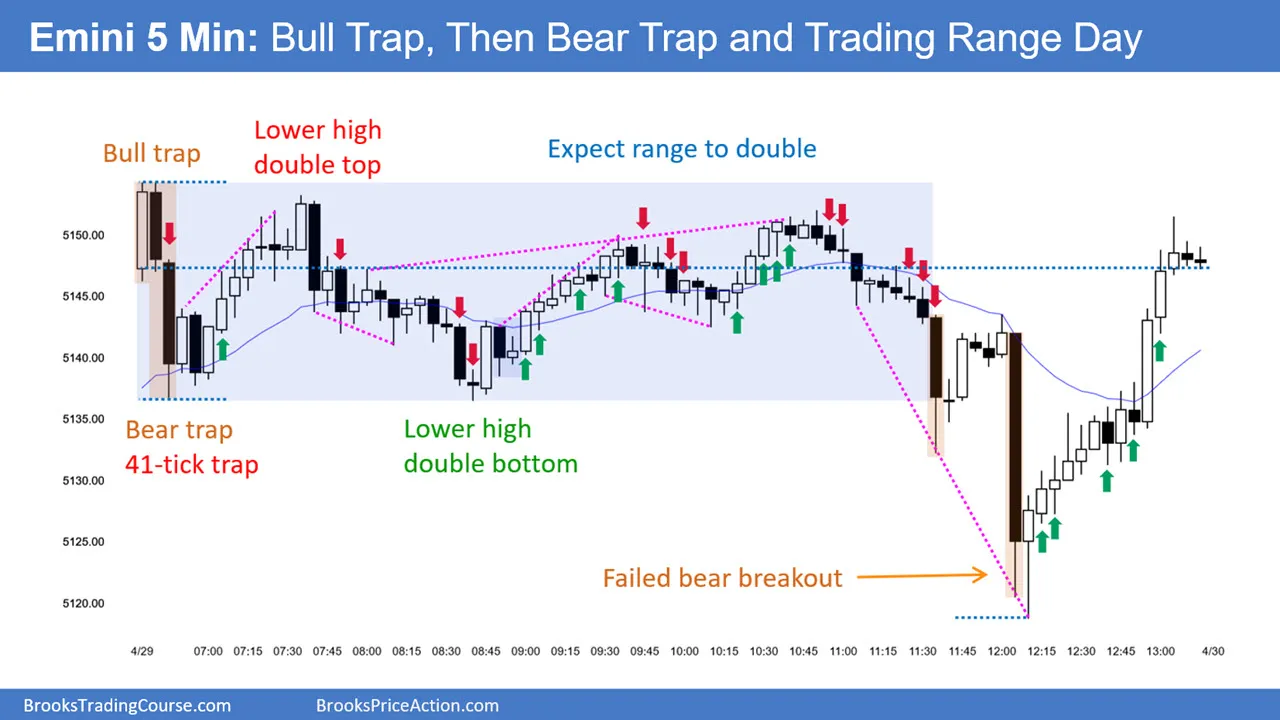 Emini 5 Min: Bull Trap, Then Bear Trap and Trading Range Day
Bull trap
Lower high
double top
Expect range to double
5150.00
5145.00
5140.00
5135.00
5130.00
5125.00
5120.00
Bear trap
41-tick trap
Lower high
double bottom
Failed bear breakout
4/29 07:00 07:15 07:30 07:45 08:00 08:15 08:30 08:45 09:00 09:15 09:30 09:45 10:00 10:15 10:30 10:45 11:00 11:15 11:30 11:45 12:00 12:15 12:30 12:45 13:00 4/30
BrooksTradingCourse.com BrooksPriceAction.com